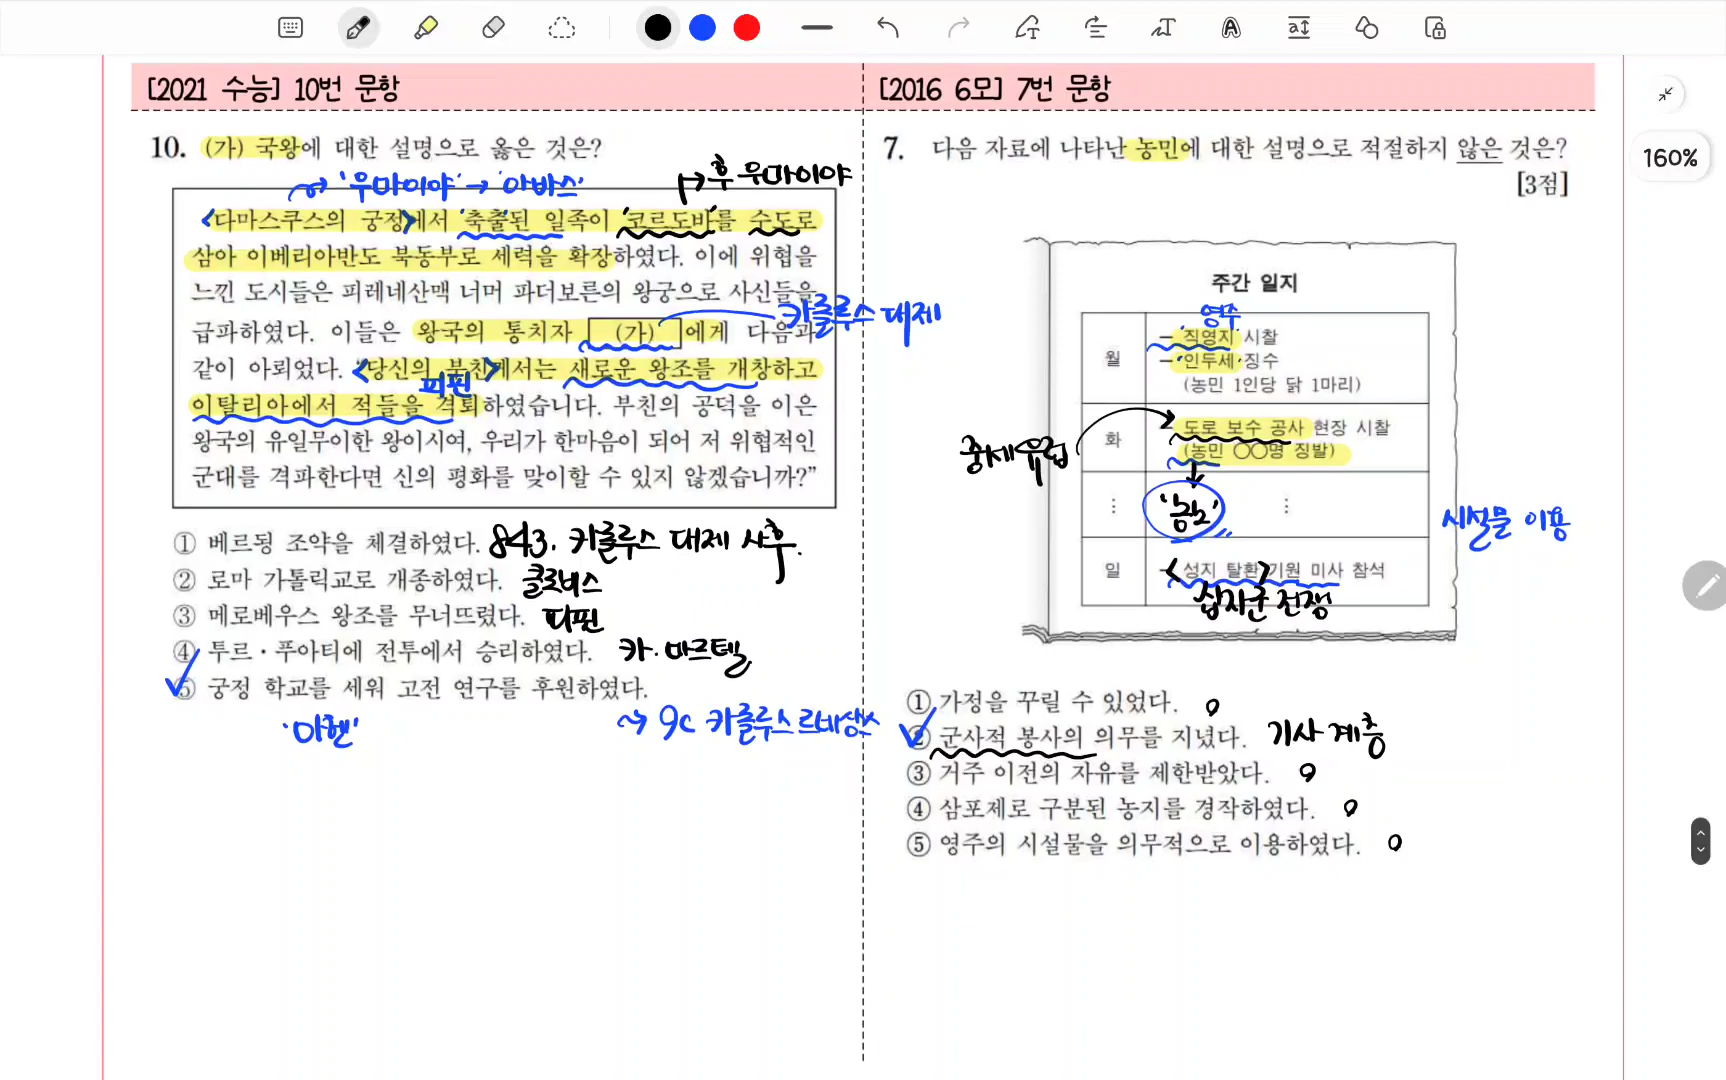 160%
[2021 수능] 10번 문항
10. (가) 국왕에 대한 설명으로 옳은 것은?
'우마이야' → '아바스'
후 우마이야
다마스쿠스의 궁정에서 축출된 일족이 '코르도바'를 수도로
삼아 이베리아반도 북동부로 세력을 확장하였다. 이에 위협을
느낀 도시들은 피레네산맥 너머 파더보른의 왕궁으로 사신들을
급파하였다. 이들은 왕국의 통치자 (가) 에게 다음과
카롤루스 대제
같이 아뢰었다. “당신의 부친께서는 새로운 왕조를 개창하고
피핀
이탈리아에서 적들을 격퇴하였습니다. 부친의 공덕을 이은
왕국의 유일무이한 왕이시여, 우리가 한마음이 되어 저 위협적인
군대를 격파한다면 신의 평화를 맞이할 수 있지 않겠습니까?”
① 베르됭 조약을 체결하였다. 843. 카롤루스 대제 사후.
② 로마 가톨릭교로 개종하였다. 클로비스
③ 메로베우스 왕조를 무너뜨렸다. 피핀
④ 투르·푸아티에 전투에서 승리하였다. 카·마르텔
⑤ 궁정 학교를 세워 고전 연구를 후원하였다.
'아헨'
→ 9C 카롤루스 르네상스
[2016 6모] 7번 문항
7. 다음 자료에 나타난 농민에 대한 설명으로 적절하지 않은 것은?
[3점]
주간 일지
영주
월
- 직영지 시찰
- 인두세 징수
(농민 1인당 닭 1마리)
중세 유럽
화
- 도로 보수 공사 현장 시찰
(농민 ○○명 징발)
⋮
'농노'
⋮
시설물 이용
일
- 성지 탈환 기원 미사 참석
십자군 전쟁
① 가정을 꾸릴 수 있었다. o
② 군사적 봉사의 의무를 지녔다. 기사 계층
③ 거주 이전의 자유를 제한받았다. o
④ 삼포제로 구분된 농지를 경작하였다. o
⑤ 영주의 시설물을 의무적으로 이용하였다. o